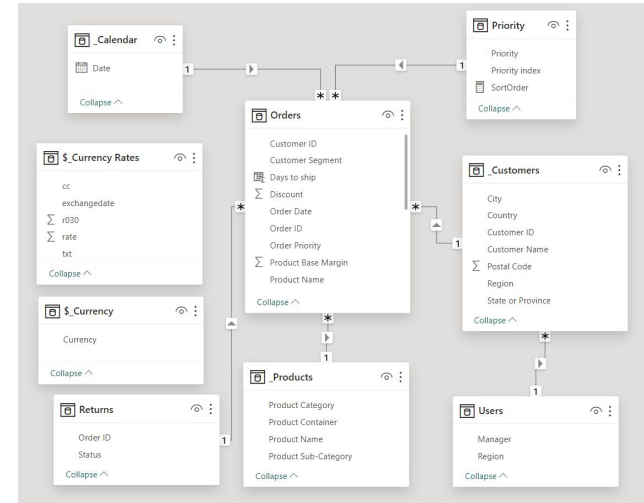 _Calendar
Date
Collapse
Priority
Priority
Priority index
SortOrder
Collapse
1
1
* *
Orders
Customer ID
Customer Segment
Days to ship
∑ Discount
Order Date
Order ID
Order Priority
∑ Product Base Margin
Product Name
Collapse
$_Currency Rates
cc
exchangedate
∑ r030
∑ rate
txt
Collapse
_Customers
City
Country
Customer ID
Customer Name
∑ Postal Code
Region
State or Province
Collapse
*
*
1
$_Currency
Currency
Collapse
*
1
*
1
Returns
Order ID
Status
Collapse
1
_Products
Product Category
Product Container
Product Name
Product Sub-Category
Collapse
Users
Manager
Region
Collapse